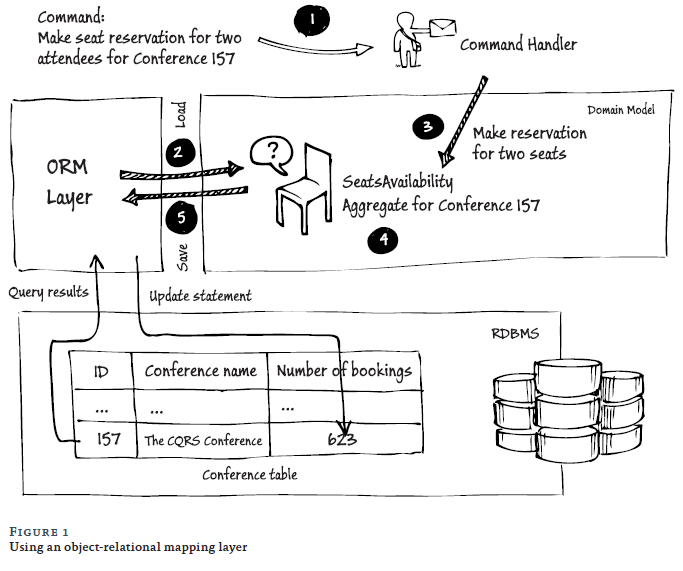 Command:
Make seat reservation for two
attendees for Conference 157
1
Command Handler
Domain Model
Load
2
3
Make reservation
for two seats
ORM
Layer
?
SeatsAvailability
Aggregate for Conference 157
4
5
Save
Query results
Update statement
RDBMS
ID
Conference name
Number of bookings
...
...
...
157
The CQRS Conference
623
Conference table
FIGURE 1
Using an object-relational mapping layer